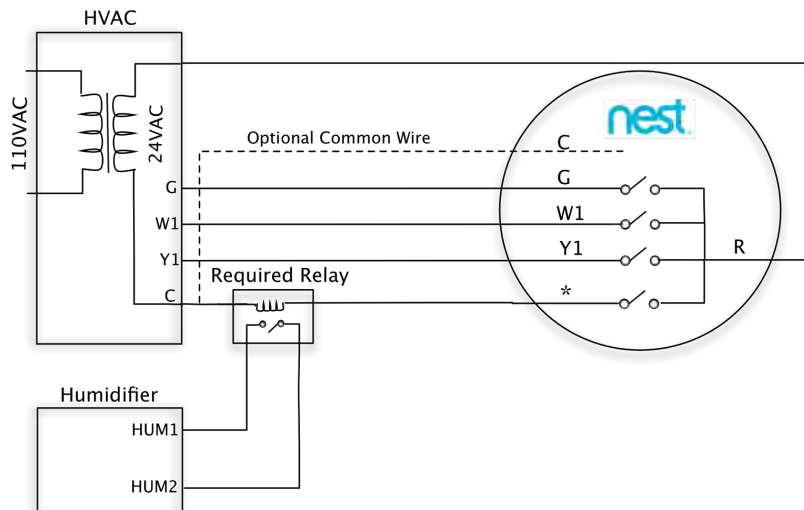 HVAC
110VAC
24VAC
nest.
Optional Common Wire
C
G
G
W1
W1
Y1
Y1
R
C
*
Required Relay
Humidifier
HUM1
HUM2